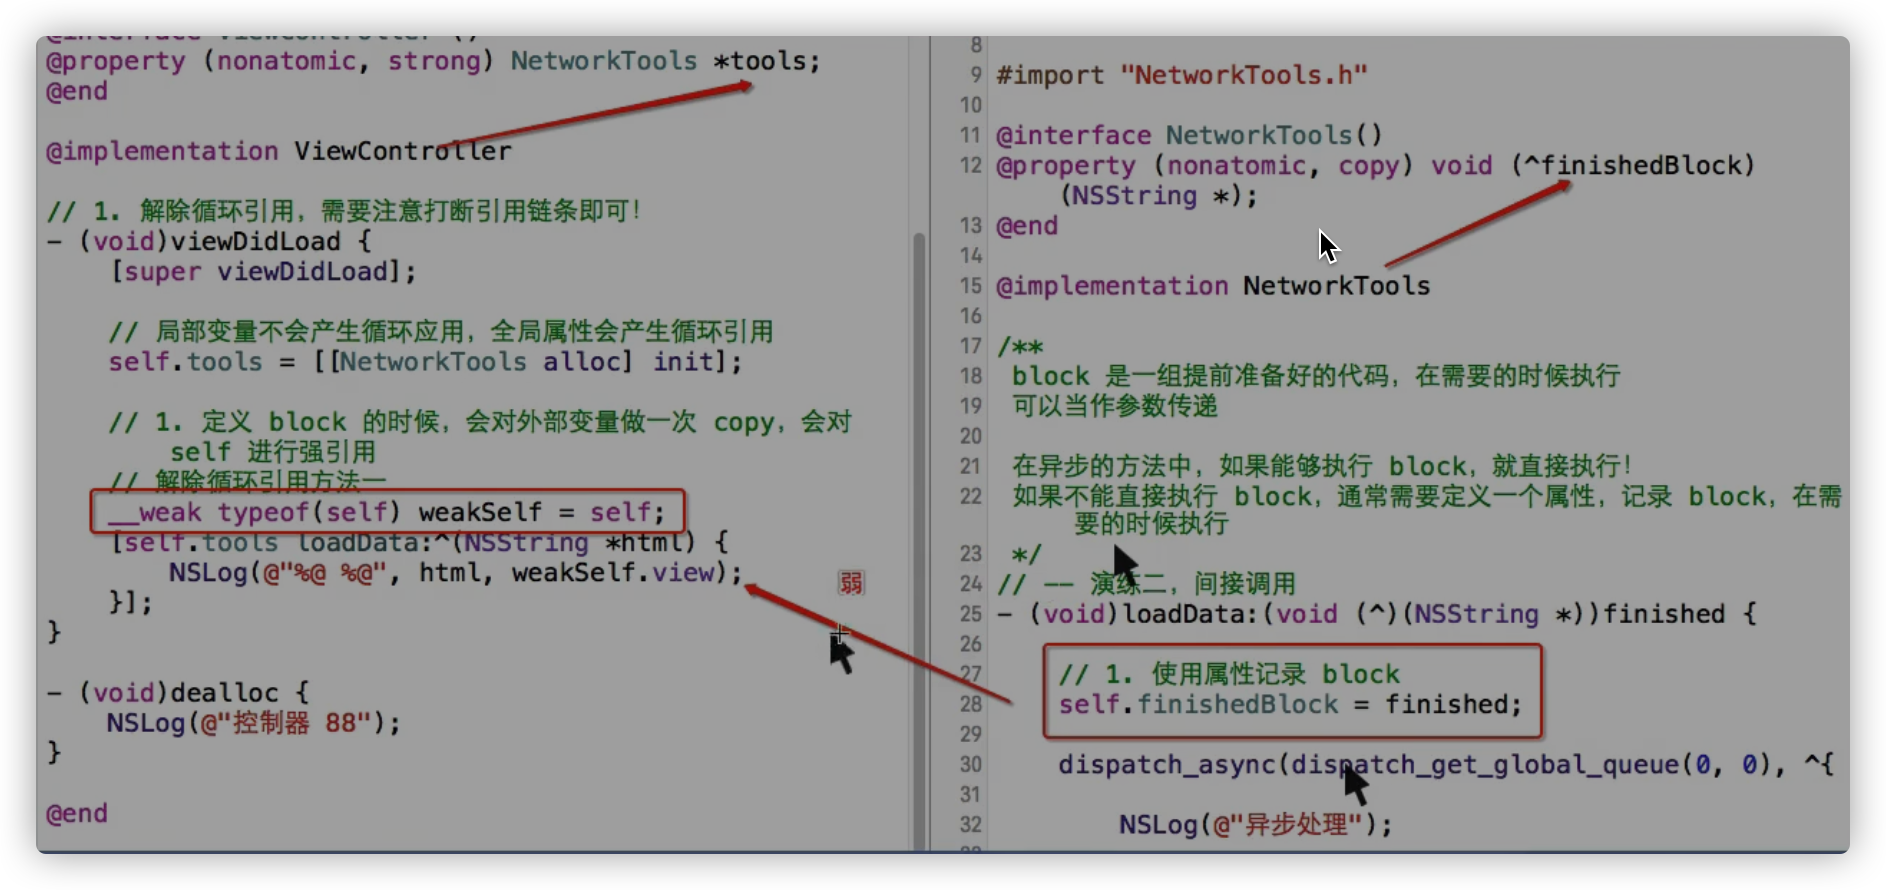 @interface ViewController ()
@property (nonatomic, strong) NetworkTools *tools;
@end
@implementation ViewController
// 1. 解除循环引用，需要注意打断引用链条即可！
- (void)viewDidLoad {
[super viewDidLoad];
// 局部变量不会产生循环应用，全局属性会产生循环引用
self.tools = [[NetworkTools alloc] init];
// 1. 定义 block 的时候，会对外部变量做一次 copy，会对
self 进行强引用
// 解除循环引用方法一
__weak typeof(self) weakSelf = self;
[self.tools loadData:^(NSString *html) {
NSLog(@"%@ %@", html, weakSelf.view);
弱
}];
}
- (void)dealloc {
NSLog(@"控制器 88");
}
@end
8
9 #import "NetworkTools.h"
10
11 @interface NetworkTools()
12 @property (nonatomic, copy) void (^finishedBlock)
(NSString *);
13 @end
14
15 @implementation NetworkTools
16
17 /**
18 block 是一组提前准备好的代码，在需要的时候执行
19 可以当作参数传递
20
21 在异步的方法中，如果能够执行 block，就直接执行！
22 如果不能直接执行 block，通常需要定义一个属性，记录 block，在需
要的时候执行
23 */
24 // -- 演练二，间接调用
25 - (void)loadData:(void (^)(NSString *))finished {
26
27 // 1. 使用属性记录 block
28 self.finishedBlock = finished;
29
30 dispatch_async(dispatch_get_global_queue(0, 0), ^{
31
32 NSLog(@"异步处理");